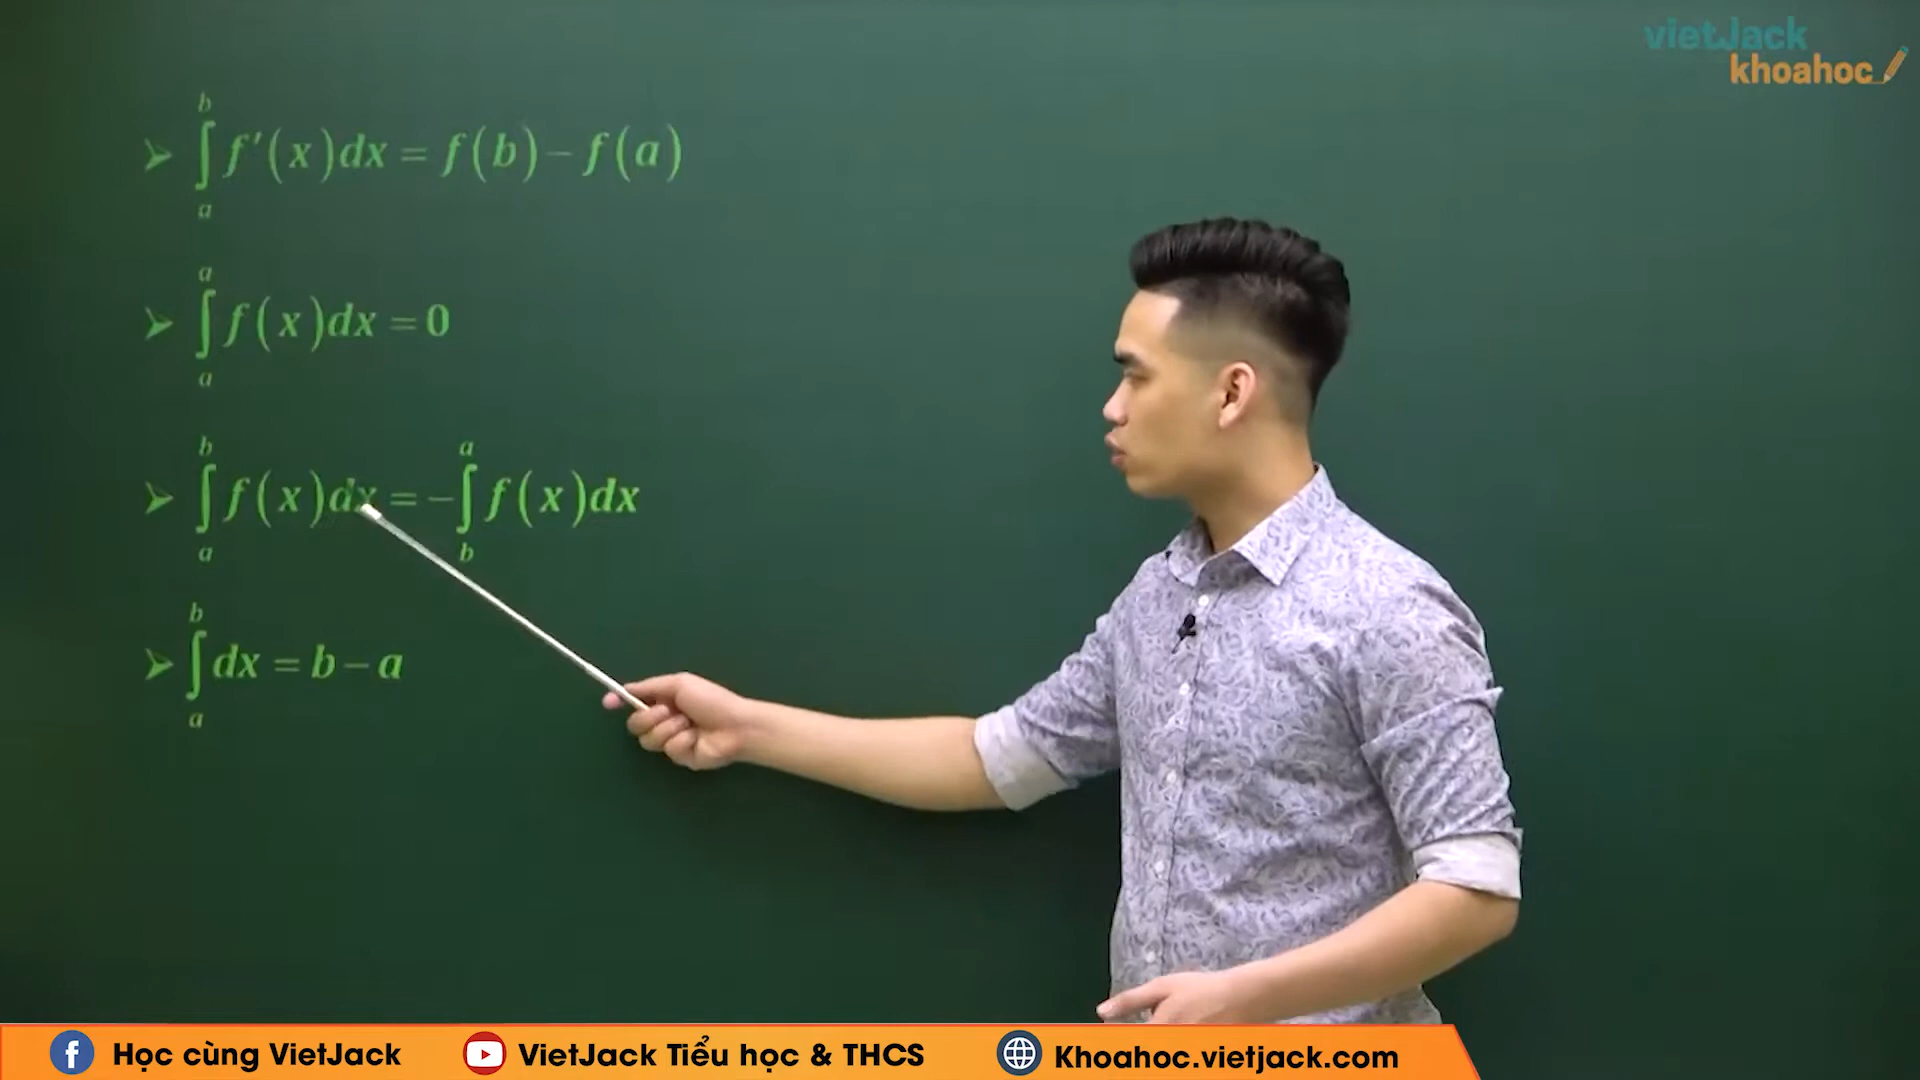 vietJack
khoahoc
➢ ∫_a^b f'(x)dx = f(b) – f(a)
➢ ∫_a^a f(x)dx = 0
➢ ∫_a^b f(x)dx = –∫_b^a f(x)dx
➢ ∫_a^b dx = b – a
Học cùng VietJack VietJack Tiểu học & THCS Khoahoc.vietjack.com